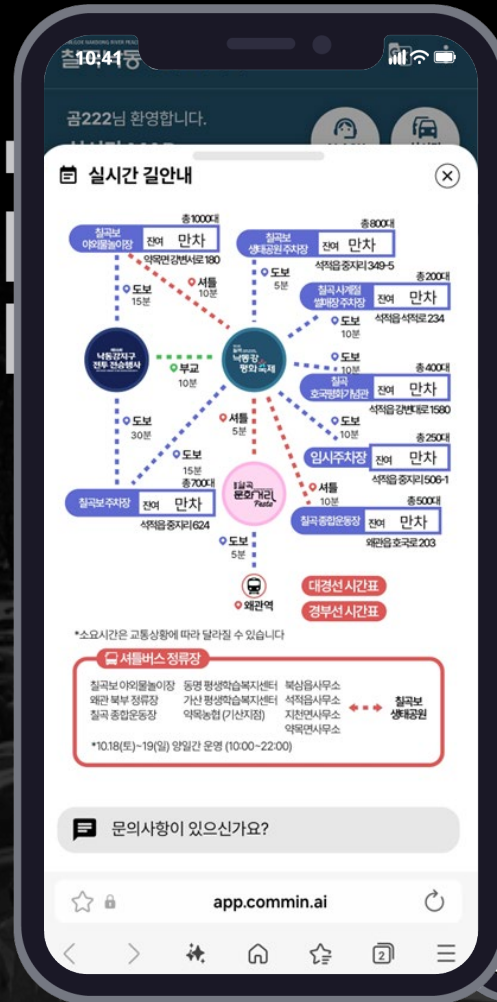 10:41
곰222님 환영합니다.
실시간 길안내
총1000대
칠곡보
야외물놀이장
잔여 만차
약목면 강변서로 180
총800대
칠곡보
생태공원 주차장
잔여 만차
석적읍 중지리 349-5
총200대
칠곡 사계절
썰매장 주차장
잔여 만차
석적읍 석적로 234
도보
15분
셔틀
10분
도보
5분
도보
10분
낙동강지구
전투 전승행사
부교
10분
낙동강
평화축제
도보
10분
총400대
칠곡
호국평화기념관
잔여 만차
석적읍 강변대로 1580
도보
30분
셔틀
5분
도보
10분
총250대
임시주차장
잔여 만차
석적읍 중지리 506-1
도보
15분
총700대
칠곡보 주차장
잔여 만차
석적읍 중지리 624
칠곡
문화거리
Festa
셔틀
10분
총500대
칠곡 종합운동장
잔여 만차
왜관읍 호국로 203
도보
5분
왜관역
대경선 시간표
경부선 시간표
*소요시간은 교통상황에 따라 달라질 수 있습니다
셔틀버스 정류장
칠곡보 야외물놀이장 동명 평생학습복지센터 북삼읍사무소
왜관 북부 정류장 가산 평생학습복지센터 석적읍사무소
칠곡 종합운동장 약목농협 (기산지점) 지천면사무소
약목면사무소
칠곡보
생태공원
*10.18(토)~19(일) 양일간 운영 (10:00~22:00)
문의사항이 있으신가요?
app.commin.ai
2